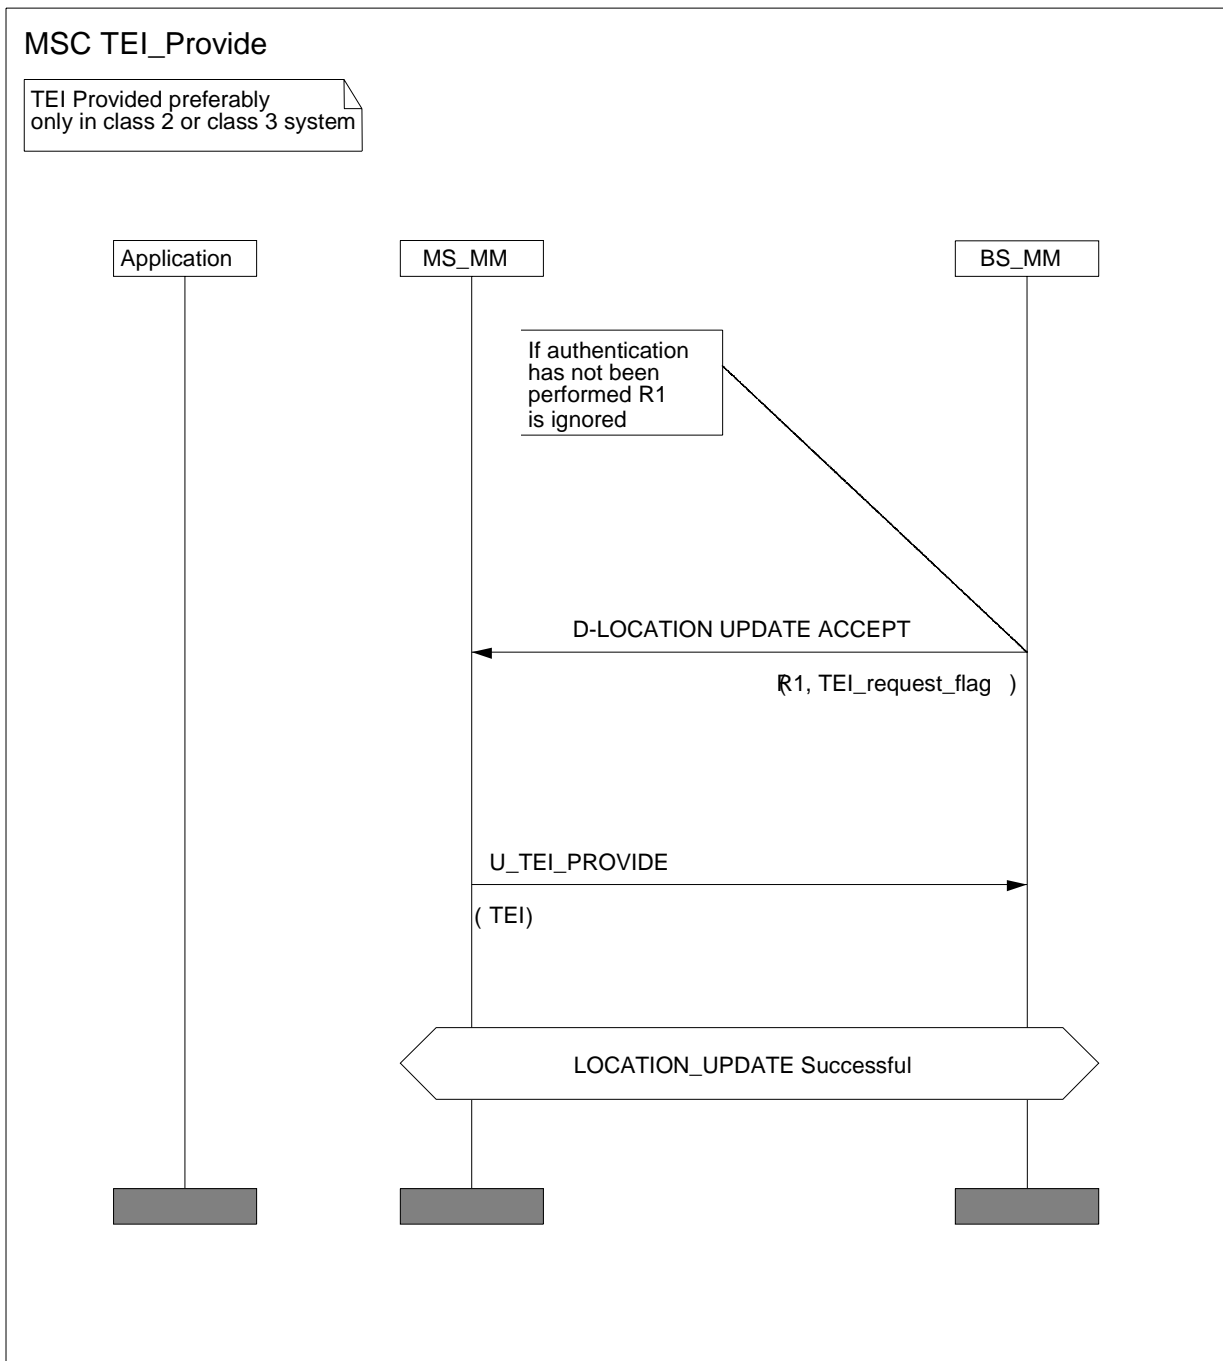 MSC TEI_Provide
TEI Provided preferably
only in class 2 or class 3 system
Application
MS_MM
BS_MM
If authentication
has not been
performed R1
is ignored
D-LOCATION UPDATE ACCEPT
(R1, TEI_request_flag )
U_TEI_PROVIDE
( TEI)
LOCATION_UPDATE Successful